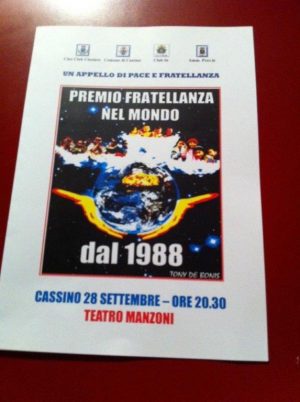 UN APPELLO DI PACE E FRATELLANZA
PREMIO FRATELLANZA
NEL MONDO
dal 1988
TONY DE BONIS
CASSINO 28 SETTEMBRE – ORE 20.30
TEATRO MANZONI